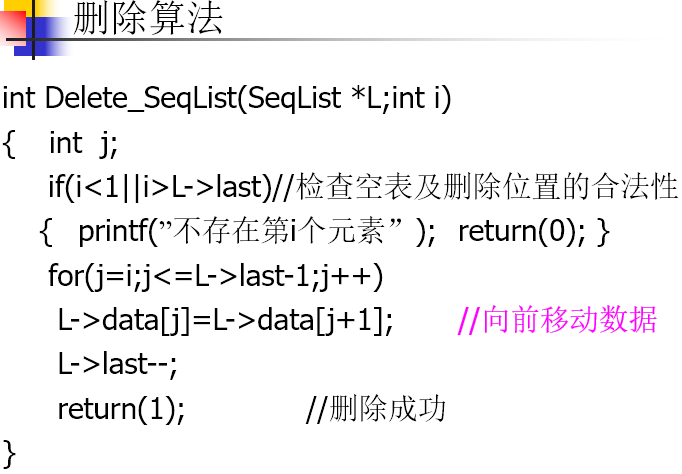 删除算法
int Delete_SeqList(SeqList *L;int i)
{ int j;
if(i<1||i>L->last)//检查空表及删除位置的合法性
{ printf(”不存在第i个元素” ); return(0); }
for(j=i;j<=L->last-1;j++)
L->data[j]=L->data[j+1]; //向前移动数据
L->last--;
return(1); //删除成功
}